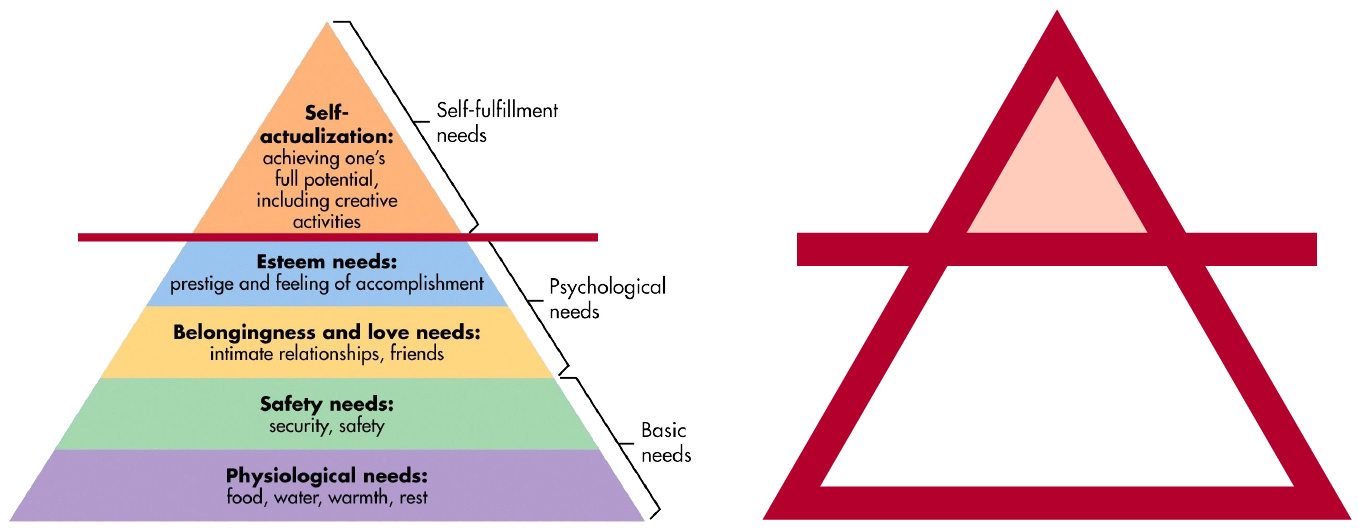 Self-
actualization:
achieving one's
full potential,
including creative
activities
Self-fulfillment
needs
Esteem needs:
prestige and feeling of accomplishment
Psychological
needs
Belongingness and love needs:
intimate relationships, friends
Safety needs:
security, safety
Basic
needs
Physiological needs:
food, water, warmth, rest